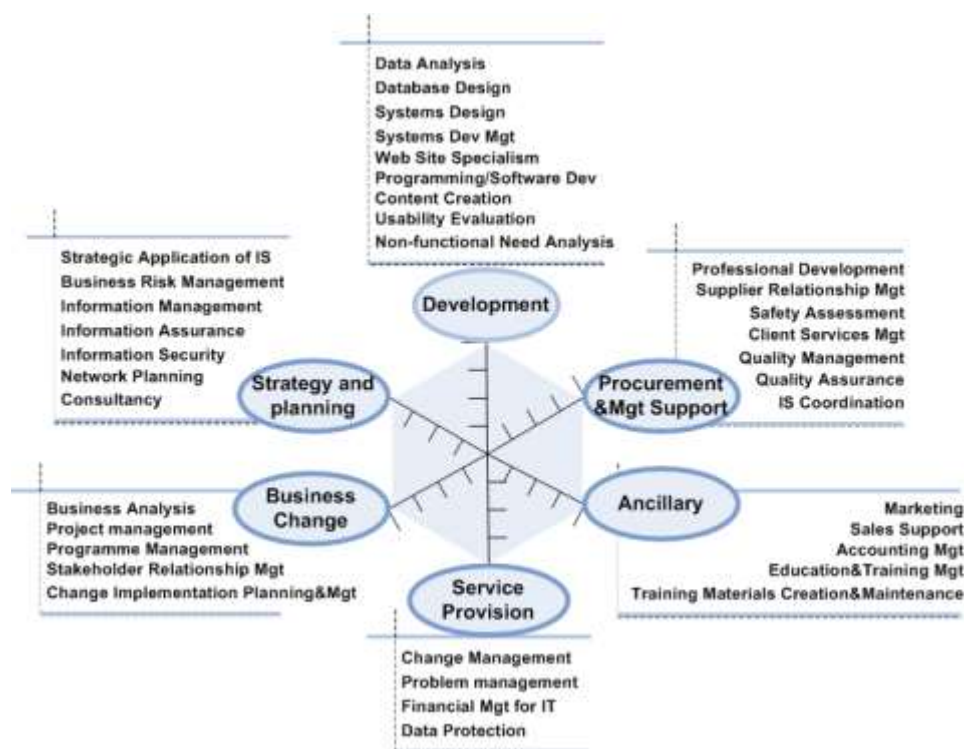 Data Analysis
Database Design
Systems Design
Systems Dev Mgt
Web Site Specialism
Programming/Software Dev
Content Creation
Usability Evaluation
Non-functional Need Analysis
Development
Strategic Application of IS
Business Risk Management
Information Management
Information Assurance
Information Security
Network Planning
Consultancy
Strategy and
planning
Professional Development
Supplier Relationship Mgt
Safety Assessment
Client Services Mgt
Quality Management
Quality Assurance
IS Coordination
Procurement
&Mgt Support
Business Analysis
Project management
Programme Management
Stakeholder Relationship Mgt
Change Implementation Planning&Mgt
Business
Change
Ancillary
Marketing
Sales Support
Accounting Mgt
Education&Training Mgt
Training Materials Creation&Maintenance
Service
Provision
Change Management
Problem management
Financial Mgt for IT
Data Protection